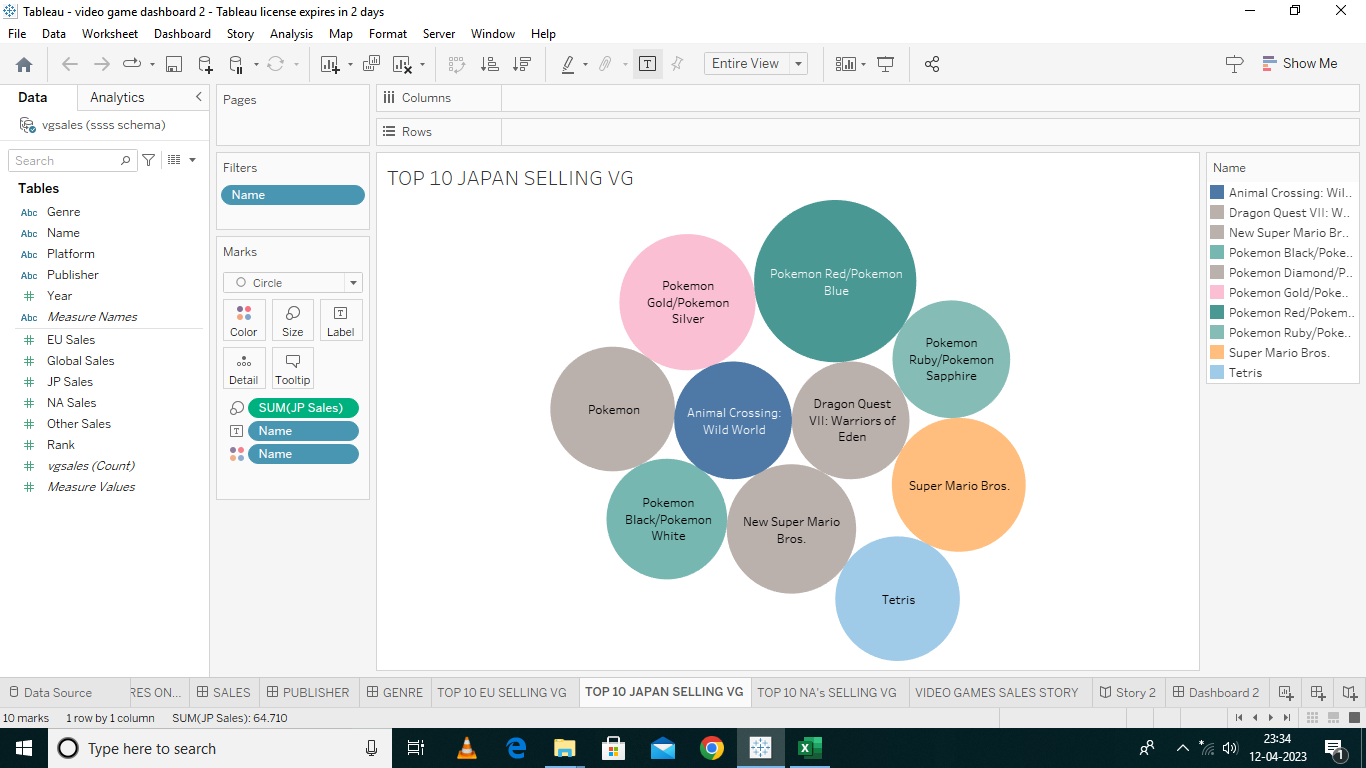 Tableau - video game dashboard 2 - Tableau license expires in 2 days
File Data Worksheet Dashboard Story Analysis Map Format Server Window Help
Entire View
Show Me
Data Analytics
vgsales (ssss schema)
Search
Tables
Abc Genre
Abc Name
Abc Platform
Abc Publisher
# Year
Abc Measure Names
# EU Sales
# Global Sales
# JP Sales
# NA Sales
# Other Sales
# Rank
# vgsales (Count)
# Measure Values
Pages
Filters
Name
Marks
Circle
Color Size Label
Detail Tooltip
SUM(JP Sales)
Name
Name
Columns
Rows
TOP 10 JAPAN SELLING VG
Pokemon
Gold/Pokemon
Silver
Pokemon Red/Pokemon
Blue
Pokemon
Ruby/Pokemon
Sapphire
Pokemon
Animal Crossing:
Wild World
Dragon Quest
VII: Warriors of
Eden
Super Mario Bros.
Pokemon
Black/Pokemon
White
New Super Mario
Bros.
Tetris
Name
Animal Crossing: Wil..
Dragon Quest VII: W..
New Super Mario Br..
Pokemon Black/Poke..
Pokemon Diamond/P..
Pokemon Gold/Poke..
Pokemon Red/Pokem..
Pokemon Ruby/Poke..
Super Mario Bros.
Tetris
Data Source RES ON... SALES PUBLISHER GENRE TOP 10 EU SELLING VG TOP 10 JAPAN SELLING VG TOP 10 NA's SELLING VG VIDEO GAMES SALES STORY Story 2 Dashboard 2
10 marks 1 row by 1 column SUM(JP Sales): 64.710
Type here to search
23:34
12-04-2023
1